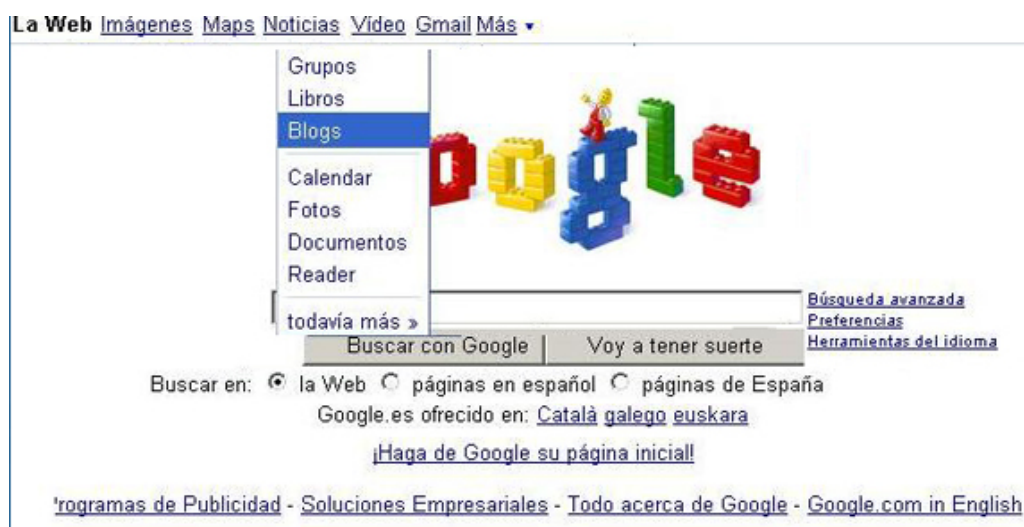 La Web Imágenes Maps Noticias Vídeo Gmail Más
Grupos
Libros
Blogs
Calendar
Fotos
Documentos
Reader
todavía más »
oogle
Búsqueda avanzada
Preferencias
Herramientas del idioma
Buscar con Google Voy a tener suerte
Buscar en: la Web páginas en español páginas de España
Google.es ofrecido en: Català galego euskara
¡Haga de Google su página inicial!
'rogramas de Publicidad - Soluciones Empresariales - Todo acerca de Google - Google.com in English